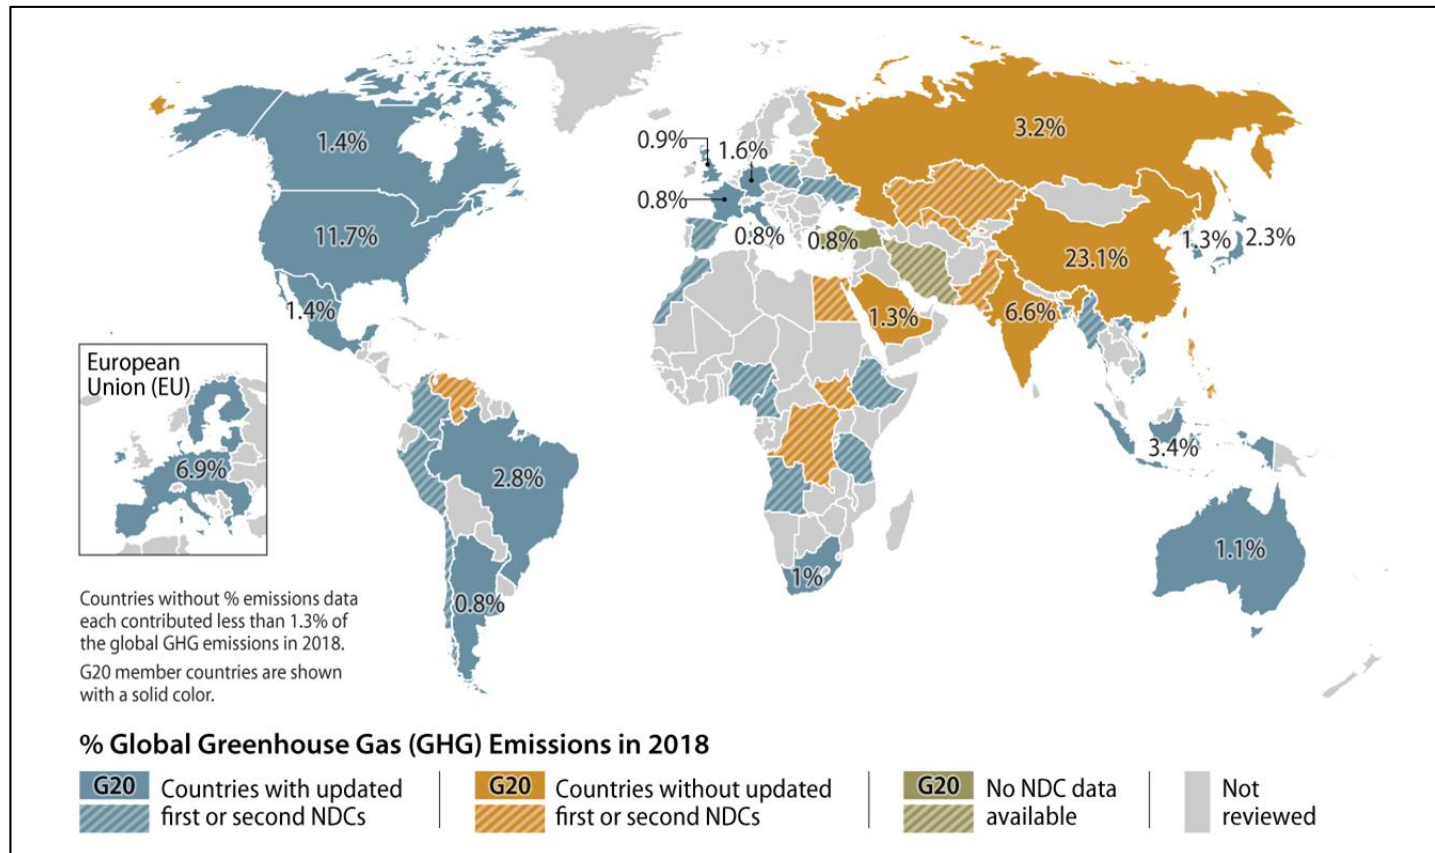 1.4%
11.7%
1.4%
0.9%
1.6%
0.8%
0.8%
0.8%
3.2%
23.1%
1.3%
2.3%
6.6%
1.3%
European
Union (EU)
6.9%
2.8%
0.8%
1%
3.4%
1.1%
Countries without % emissions data
each contributed less than 1.3% of
the global GHG emissions in 2018.
G20 member countries are shown
with a solid color.
% Global Greenhouse Gas (GHG) Emissions in 2018
G20
Countries with updated
first or second NDCs
G20
Countries without updated
first or second NDCs
G20
No NDC data
available
Not
reviewed